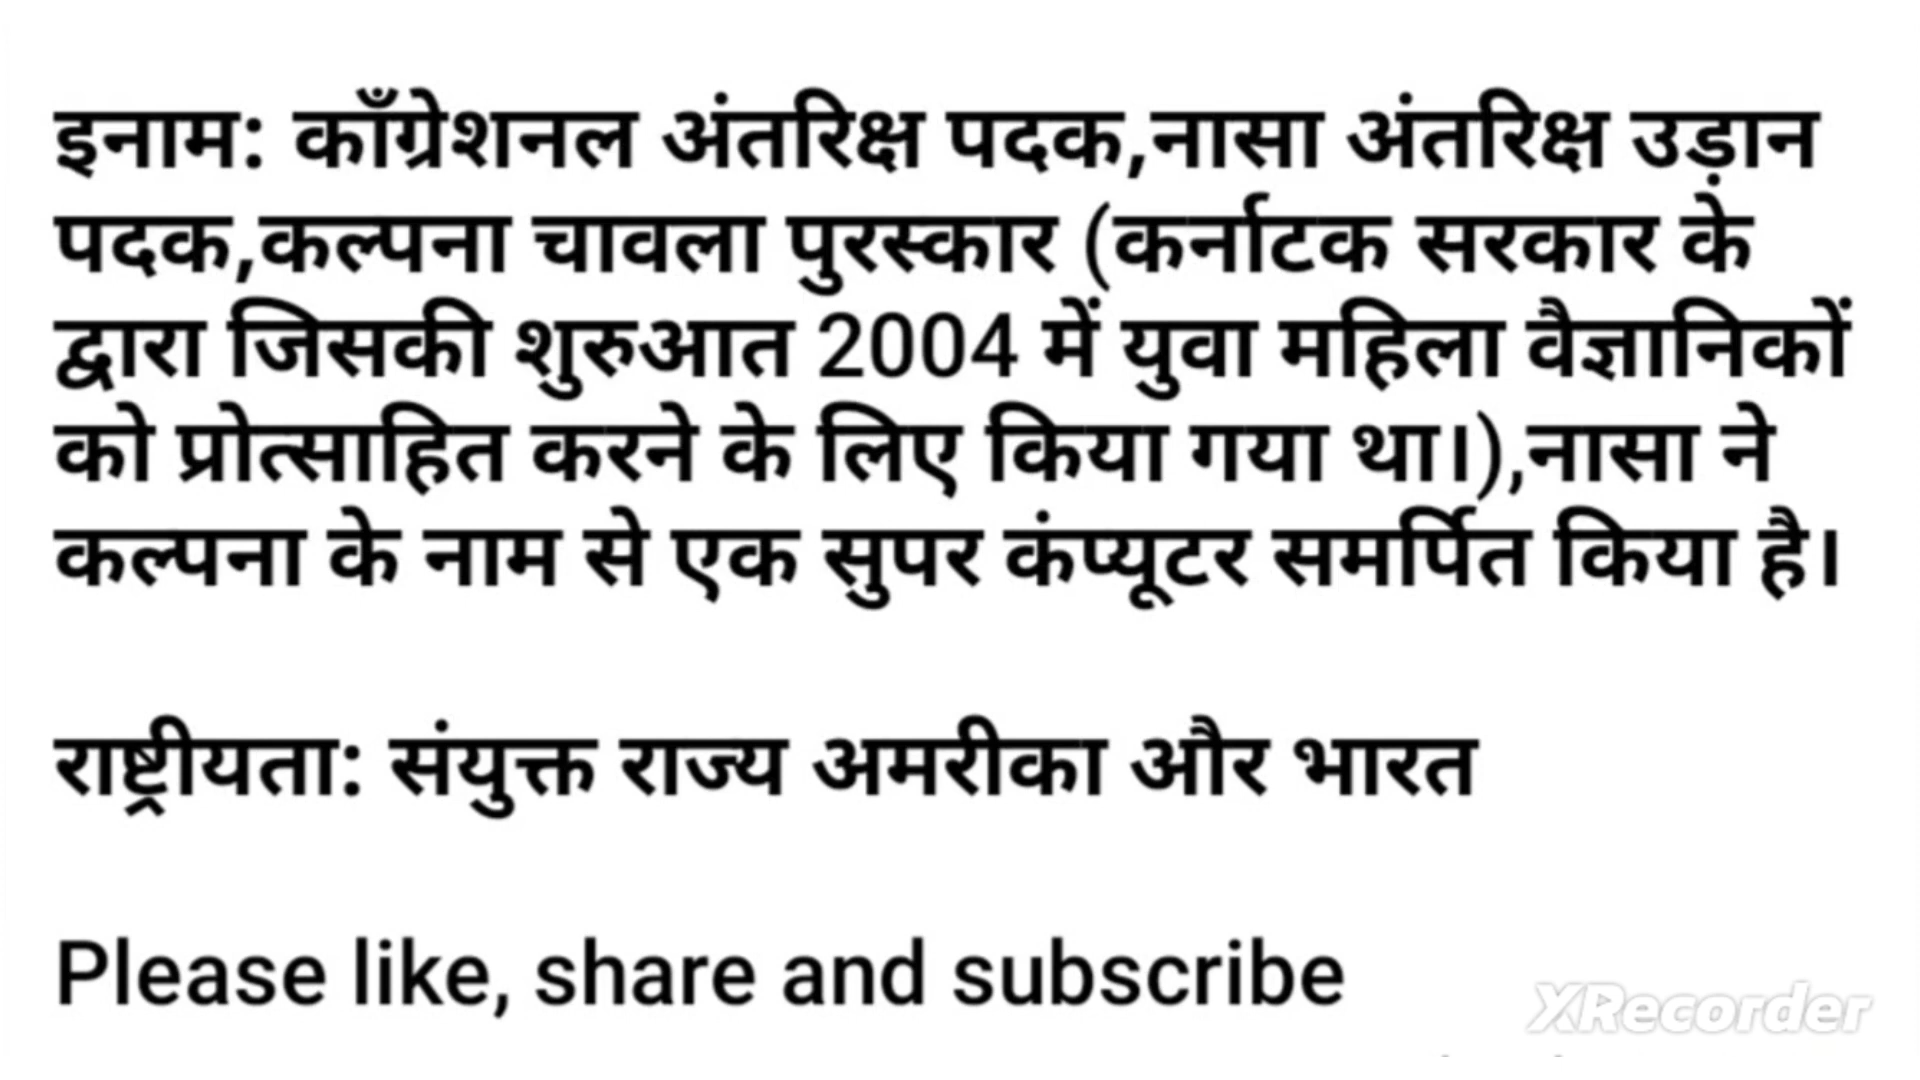 इनाम: काँग्रेशनल अंतरिक्ष पदक,नासा अंतरिक्ष उड़ान
पदक,कल्पना चावला पुरस्कार (कर्नाटक सरकार के
द्वारा जिसकी शुरुआत 2004 में युवा महिला वैज्ञानिकों
को प्रोत्साहित करने के लिए किया गया था।),नासा ने
कल्पना के नाम से एक सुपर कंप्यूटर समर्पित किया है।
राष्ट्रीयता: संयुक्त राज्य अमरीका और भारत
Please like, share and subscribe
XRecorder